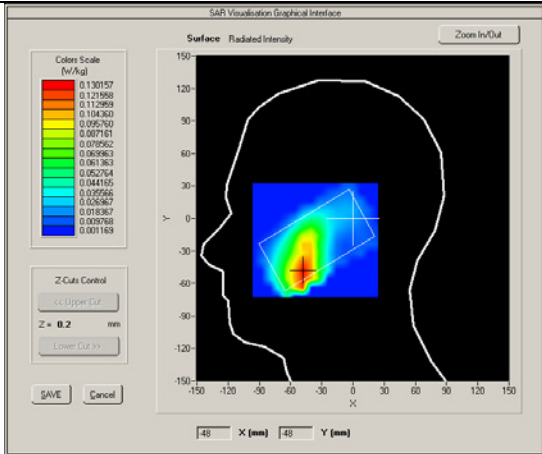 SAR Visualisation Graphical Interface
Surface Radiated Intensity
Zoom In/Out
Colors Scale
(W/kg)
0.130157
0.121558
0.112959
0.104360
0.095760
0.087161
0.078562
0.069963
0.061363
0.052764
0.044165
0.035566
0.026967
0.018367
0.009768
0.001169
Z-Cuts Control
<< Upper Cut
Z = 0.2 mm
Lower Cut >>
SAVE Cancel
150-
120-
90-
60-
30-
0-
-30-
-60-
-90-
-120-
-150-
Y
-150 -120 -90 -60 -30 0 30 60 90 120 150
X
-48 X (mm) -48 Y (mm)